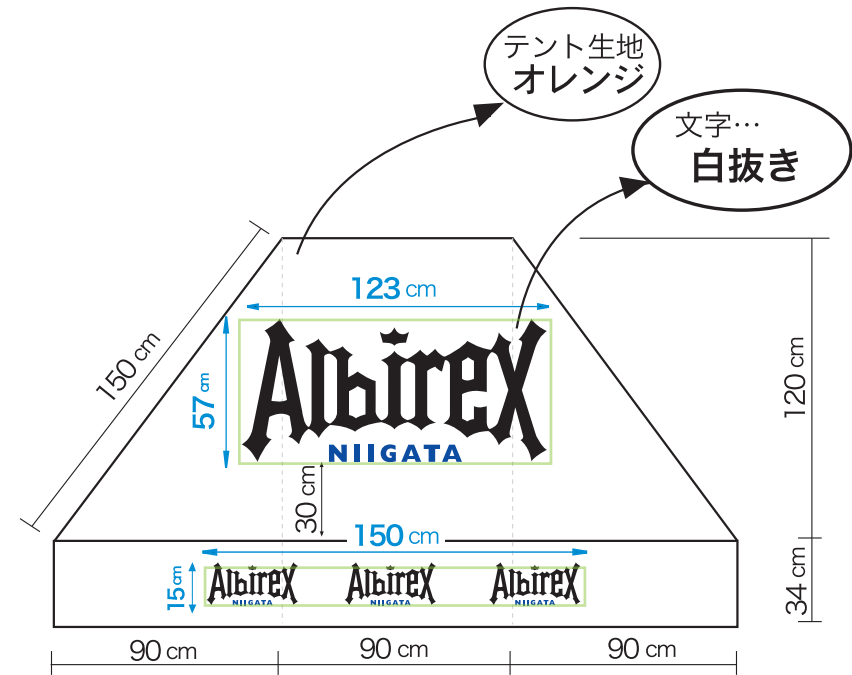 テント生地
オレンジ
文字…
白抜き
123 cm
150 cm
57 cm
AlbireX
NIIGATA
120 cm
30 cm
150 cm
15 cm
AlbireX
NIIGATA
AlbireX
NIIGATA
AlbireX
NIIGATA
34 cm
90 cm
90 cm
90 cm